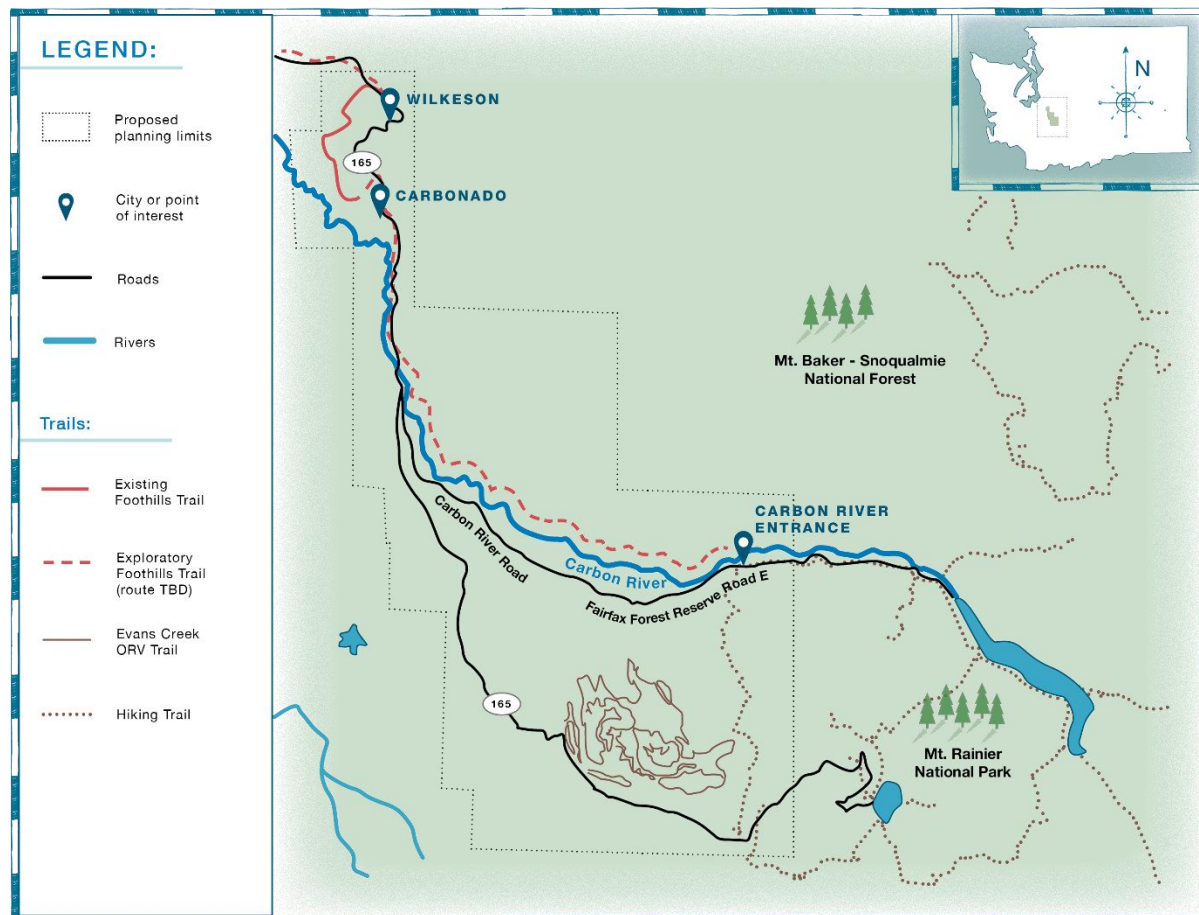 LEGEND:
Proposed
planning limits
City or point
of interest
Roads
Rivers
Trails:
Existing
Foothills Trail
Exploratory
Foothills Trail
(route TBD)
Evans Creek
ORV Trail
Hiking Trail
N
WILKESON
165
CARBONADO
Mt. Baker - Snoqualmie
National Forest
CARBON RIVER
ENTRANCE
Carbon River Road
Carbon River
Fairfax Forest Reserve Road E
165
Mt. Rainier
National Park